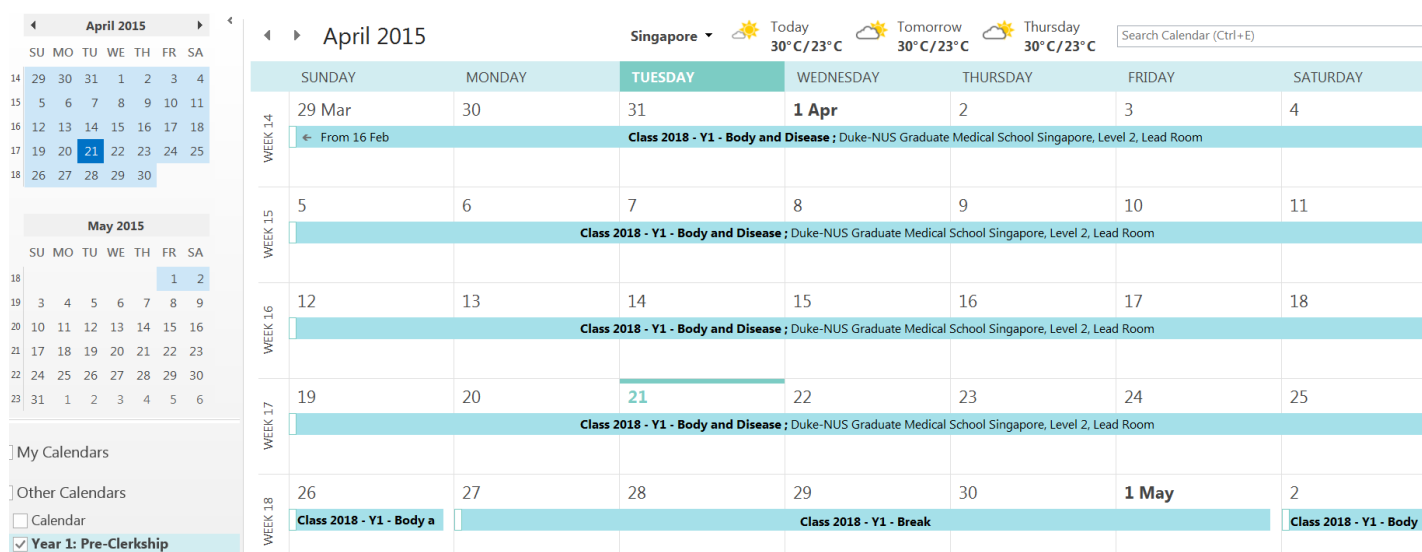 April 2015
SU MO TU WE TH FR SA
14 29 30 31 1 2 3 4
15 5 6 7 8 9 10 11
16 12 13 14 15 16 17 18
17 19 20 21 22 23 24 25
18 26 27 28 29 30
May 2015
SU MO TU WE TH FR SA
18 1 2
19 3 4 5 6 7 8 9
20 10 11 12 13 14 15 16
21 17 18 19 20 21 22 23
22 24 25 26 27 28 29 30
23 31 1 2 3 4 5 6
My Calendars
Other Calendars
Calendar
Year 1: Pre-Clerkship
April 2015
Singapore
Today
30°C/23°C
Tomorrow
30°C/23°C
Thursday
30°C/23°C
Search Calendar (Ctrl+E)
SUNDAY MONDAY TUESDAY WEDNESDAY THURSDAY FRIDAY SATURDAY
WEEK 14
29 Mar 30 31 1 Apr 2 3 4
← From 16 Feb Class 2018 - Y1 - Body and Disease ; Duke-NUS Graduate Medical School Singapore, Level 2, Lead Room
WEEK 15
5 6 7 8 9 10 11
Class 2018 - Y1 - Body and Disease ; Duke-NUS Graduate Medical School Singapore, Level 2, Lead Room
WEEK 16
12 13 14 15 16 17 18
Class 2018 - Y1 - Body and Disease ; Duke-NUS Graduate Medical School Singapore, Level 2, Lead Room
WEEK 17
19 20 21 22 23 24 25
Class 2018 - Y1 - Body and Disease ; Duke-NUS Graduate Medical School Singapore, Level 2, Lead Room
WEEK 18
26 27 28 29 30 1 May 2
Class 2018 - Y1 - Body a Class 2018 - Y1 - Break Class 2018 - Y1 - Body